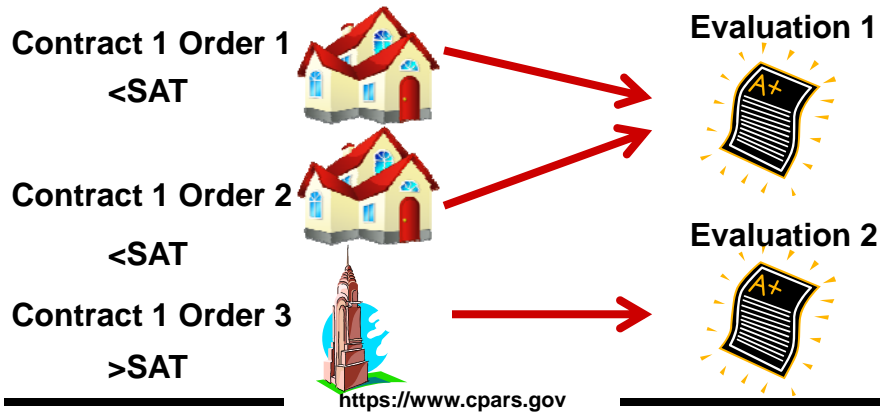 Contract 1 Order 1
<SAT
Evaluation 1
A+
Contract 1 Order 2
<SAT
Evaluation 2
A+
Contract 1 Order 3
>SAT
https://www.cpars.gov